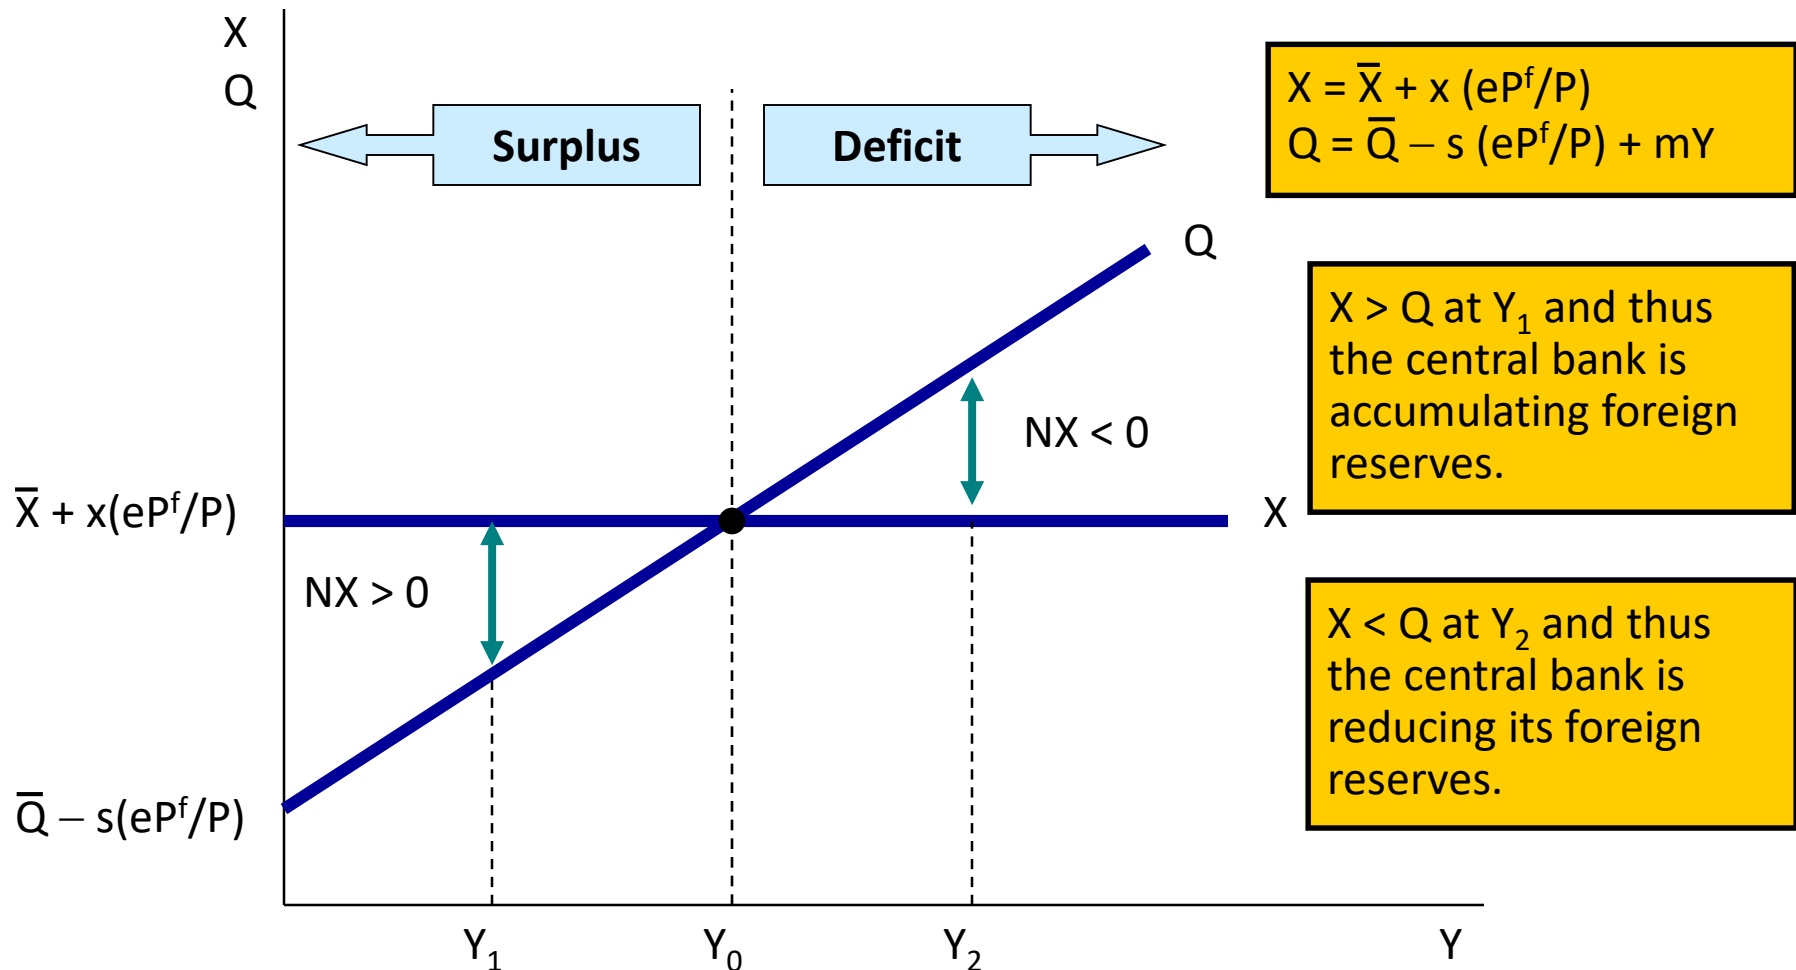 X
Q
Surplus
Deficit
X = X̅ + x (ePᶠ/P)
Q = Q̅ – s (ePᶠ/P) + mY
Q
X > Q at Y₁ and thus
the central bank is
accumulating foreign
reserves.
NX < 0
X̅ + x(ePᶠ/P)
X
NX > 0
X < Q at Y₂ and thus
the central bank is
reducing its foreign
reserves.
Q̅ – s(ePᶠ/P)
Y₁
Y₀
Y₂
Y